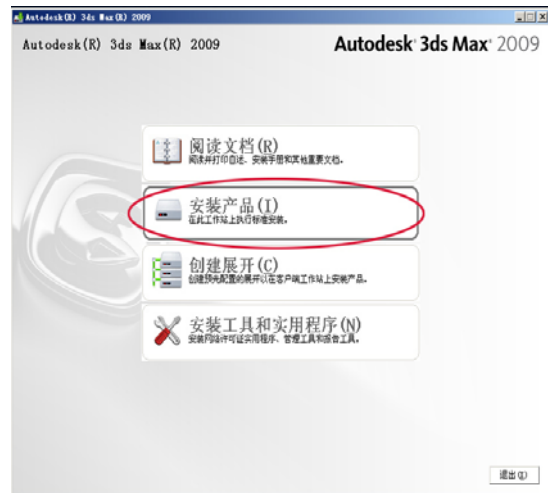 Autodesk(R) 3ds Max(R) 2009
Autodesk(R) 3ds Max(R) 2009
Autodesk® 3ds Max® 2009
阅读文档(R)
阅读并打印自述、安装手册和其他重要文档。
安装产品(I)
在此工作站上执行标准安装。
创建展开(C)
创建预先配置的展开以在客户端工作站上安装产品。
安装工具和实用程序(N)
安装网络许可证实用程序、管理工具和报告工具。
退出(X)